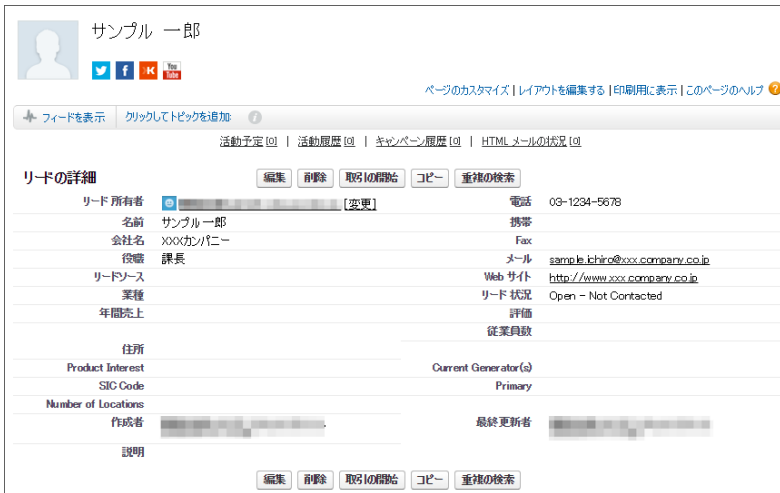 サンプル 一郎
You Tube
ページのカスタマイズ | レイアウトを編集する | 印刷用に表示 | このページのヘルプ ?
フィードを表示 クリックしてトピックを追加: i
活動予定 [0] | 活動履歴 [0] | キャンペーン履歴 [0] | HTML メールの状況 [0]
リードの詳細 編集 削除 取引の開始 コピー 重複の検索
リード 所有者 [変更] 電話 03-1234-5678
名前 サンプル 一郎 携帯
会社名 XXXカンパニー Fax
役職 課長 メール sample.ichiro@xxx.company.co.jp
リードソース Web サイト http://www.xxx.company.co.jp
業種 リード 状況 Open - Not Contacted
年間売上 評価
従業員数
住所
Product Interest Current Generator(s)
SIC Code Primary
Number of Locations
作成者 最終更新者
説明
編集 削除 取引の開始 コピー 重複の検索